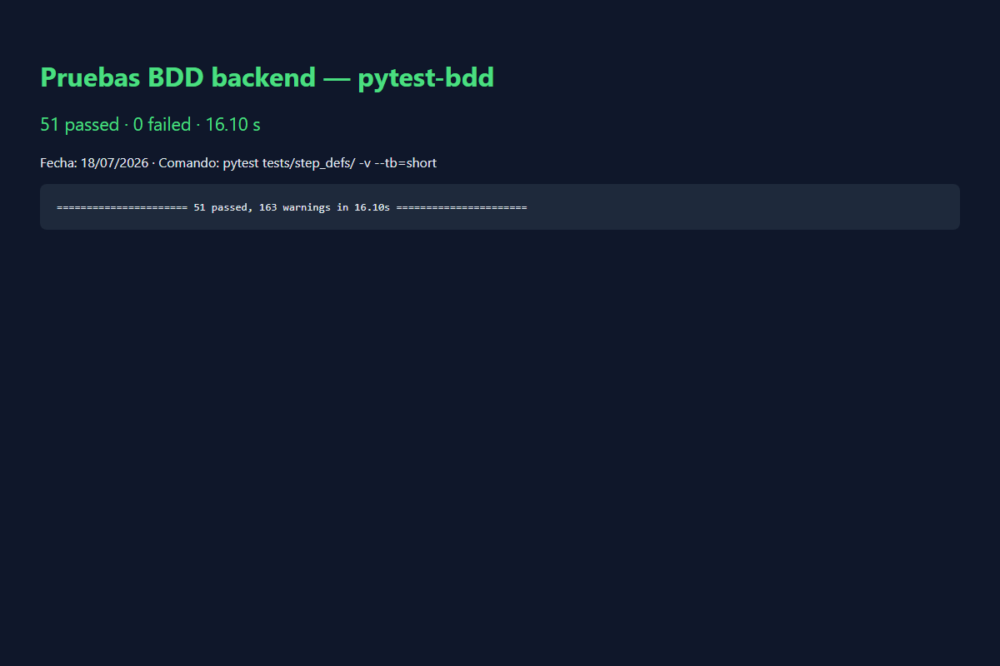 Pruebas BDD backend — pytest-bdd
51 passed · 0 failed · 16.10 s
Fecha: 18/07/2026 · Comando: pytest tests/step_defs/ -v --tb=short
====================== 51 passed, 163 warnings in 16.10s ======================